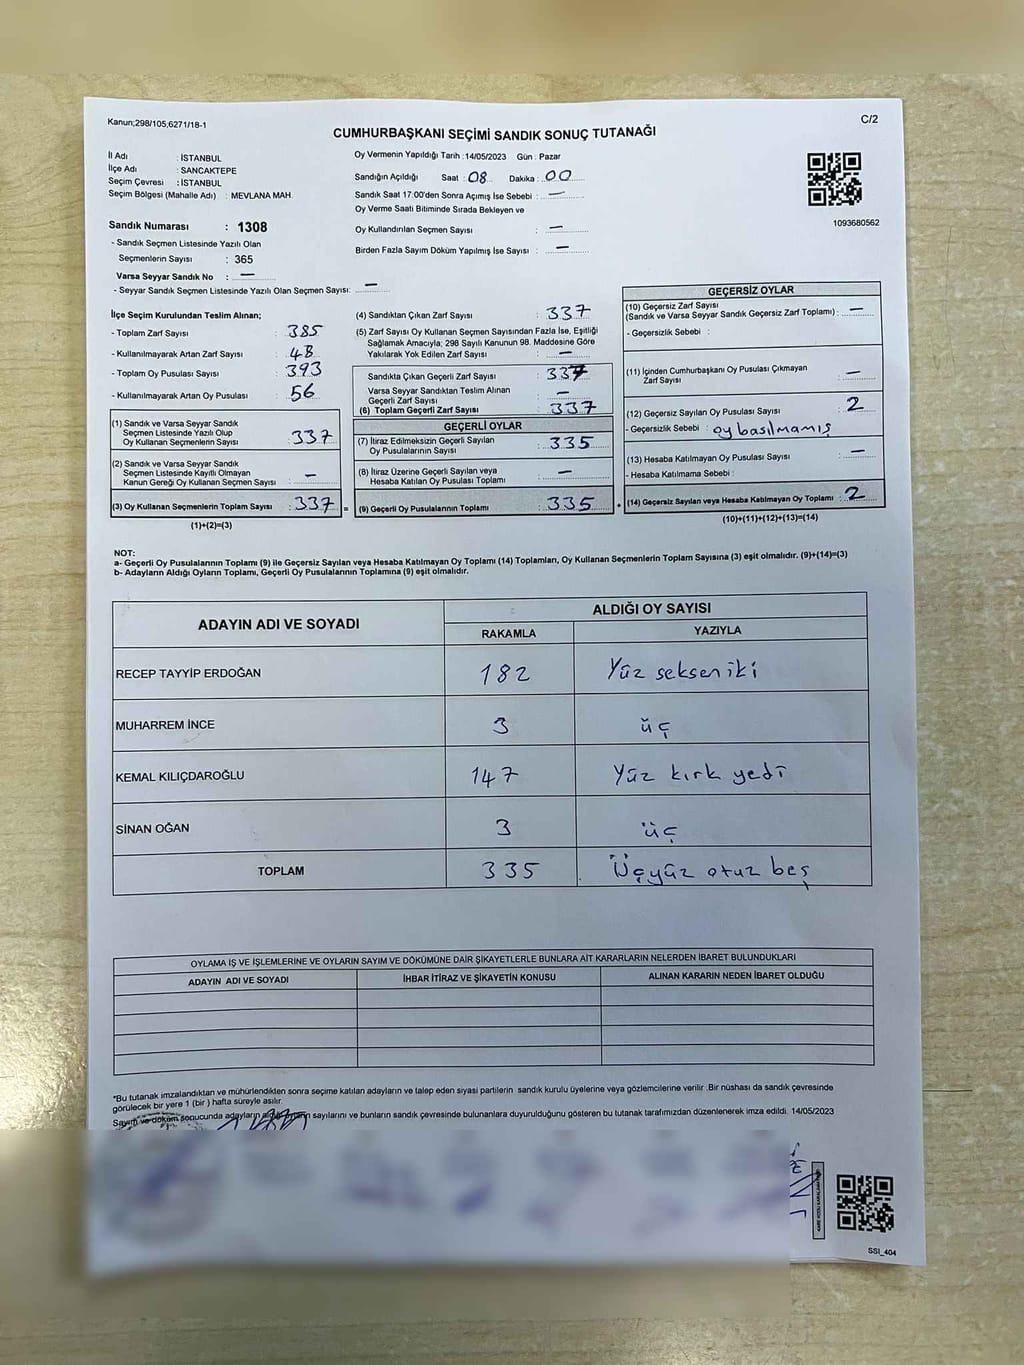 Kanun;298/105,6271/18-1
C/2
CUMHURBAŞKANI SEÇİMİ SANDIK SONUÇ TUTANAĞI
İl Adı : İSTANBUL
İlçe Adı : SANCAKTEPE
Seçim Çevresi : İSTANBUL
Seçim Bölgesi (Mahalle Adı) : MEVLANA MAH.
Oy Vermenin Yapıldığı Tarih :14/05/2023 Gün : Pazar
Sandığın Açıldığı Saat : 08 Dakika : 00
Sandık Saat 17:00'den Sonra Açımış İse Sebebi : —
Oy Verme Saati Bitiminde Sırada Bekleyen ve
Oy Kullandırılan Seçmen Sayısı : —
Birden Fazla Sayım Döküm Yapılmış İse Sayısı : —
1093680562
Sandık Numarası : 1308
- Sandık Seçmen Listesinde Yazılı Olan
Seçmenlerin Sayısı : 365
Varsa Seyyar Sandık No : —
- Seyyar Sandık Seçmen Listesinde Yazılı Olan Seçmen Sayısı: —
İlçe Seçim Kurulundan Teslim Alınan;
- Toplam Zarf Sayısı : 385
- Kullanılmayarak Artan Zarf Sayısı : 48
- Toplam Oy Pusulası Sayısı : 393
- Kullanılmayarak Artan Oy Pusulası : 56
(1) Sandık ve Varsa Seyyar Sandık
Seçmen Listesinde Yazılı Olup
Oy Kullanan Seçmenlerin Sayısı : 337
(2) Sandık ve Varsa Seyyar Sandık
Seçmen Listesinde Kayıtlı Olmayan
Kanun Gereği Oy Kullanan Seçmen Sayısı : —
(3) Oy Kullanan Seçmenlerin Toplam Sayısı : 337 =
(1)+(2)=(3)
(4) Sandıktan Çıkan Zarf Sayısı : 337
(5) Zarf Sayısı Oy Kullanan Seçmen Sayısından Fazla İse, Eşitliği
Sağlamak Amacıyla; 298 Sayılı Kanunun 98. Maddesine Göre
Yakılarak Yok Edilen Zarf Sayısı : —
Sandıkta Çıkan Geçerli Zarf Sayısı : 337
Varsa Seyyar Sandıktan Teslim Alınan
Geçerli Zarf Sayısı : —
(6) Toplam Geçerli Zarf Sayısı : 337
GEÇERLİ OYLAR
(7) İtiraz Edilmeksizin Geçerli Sayılan
Oy Pusulalarının Sayısı : 335
(8) İtiraz Üzerine Geçerli Sayılan veya
Hesaba Katılan Oy Pusulası Toplamı : —
(9) Geçerli Oy Pusulalarının Toplamı : 335 +
GEÇERSİZ OYLAR
(10) Geçersiz Zarf Sayısı
(Sandık ve Varsa Seyyar Sandık Geçersiz Zarf Toplamı) : —
- Geçersizlik Sebebi :
(11) İçinden Cumhurbaşkanı Oy Pusulası Çıkmayan
Zarf Sayısı : —
(12) Geçersiz Sayılan Oy Pusulası Sayısı : 2
- Geçersizlik Sebebi : oy basılmamış
(13) Hesaba Katılmayan Oy Pusulası Sayısı : —
- Hesaba Katılmama Sebebi :
(14) Geçersiz Sayılan veya Hesaba Katılmayan Oy Toplamı : 2
(10)+(11)+(12)+(13)=(14)
NOT:
a- Geçerli Oy Pusulalarının Toplamı (9) ile Geçersiz Sayılan veya Hesaba Katılmayan Oy Toplamı (14) Toplamları, Oy Kullanan Seçmenlerin Toplam Sayısına (3) eşit olmalıdır. (9)+(14)=(3)
b- Adayların Aldığı Oyların Toplamı, Geçerli Oy Pusulalarının Toplamına (9) eşit olmalıdır.
ADAYIN ADI VE SOYADI
ALDIĞI OY SAYISI
RAKAMLA YAZIYLA
RECEP TAYYİP ERDOĞAN 182 Yüz seksen iki
MUHARREM İNCE 3 üç
KEMAL KILIÇDAROĞLU 147 Yüz kırk yedi
SİNAN OĞAN 3 üç
TOPLAM 335 Üçyüz otuz beş
OYLAMA İŞ VE İŞLEMLERİNE VE OYLARIN SAYIM VE DÖKÜMÜNE DAİR ŞİKAYETLERLE BUNLARA AİT KARARLARIN NELERDEN İBARET BULUNDUKLARI
ADAYIN ADI VE SOYADI İHBAR İTİRAZ VE ŞİKAYETİN KONUSU ALINAN KARARIN NEDEN İBARET OLDUĞU
*Bu tutanak imzalandıktan ve mühürlendikten sonra seçime katılan adayların ve talep eden siyasi partilerin sandık kurulu üyelerine veya gözlemcilerine verilir .Bir nüshası da sandık çevresinde
görülecek bir yere 1 (bir ) hafta süreyle asılır.
Sayım ve döküm sonucunda adayların sayılarını ve bunların sandık çevresinde bulunanlara duyurulduğunu gösteren bu tutanak tarafımızdan düzenlenerek imza edildi. 14/05/2023
SSI_404